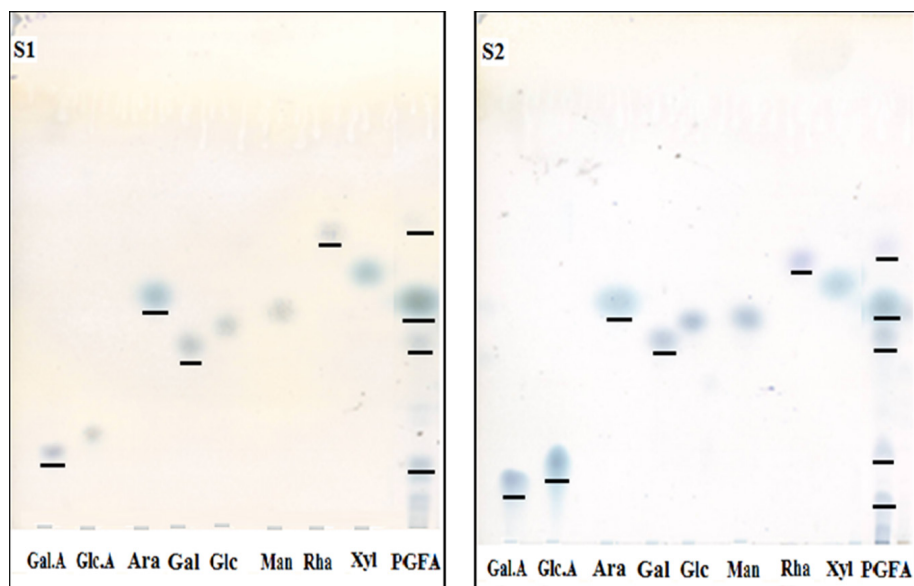 S1
Gal.A Glc.A Ara Gal Glc Man Rha Xyl PGFA
S2
Gal.A Glc.A Ara Gal Glc Man Rha Xyl PGFA